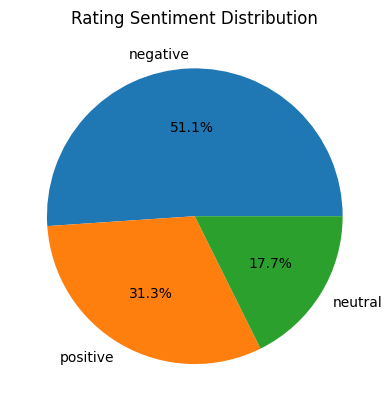 Rating Sentiment Distribution
negative
51.1%
31.3%
17.7%
positive
neutral